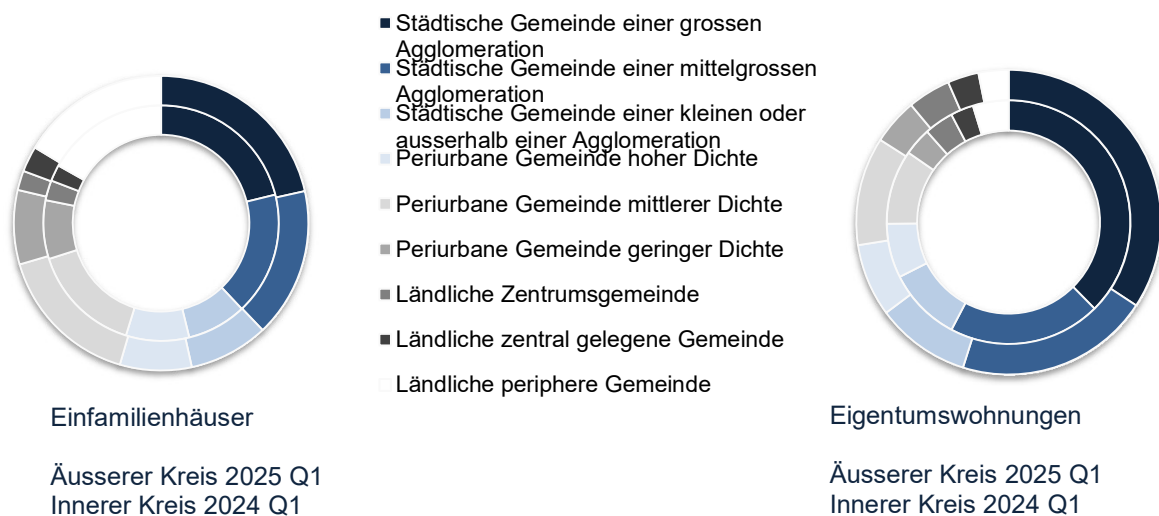 Städtische Gemeinde einer grossen
Agglomeration
Städtische Gemeinde einer mittelgrossen
Agglomeration
Städtische Gemeinde einer kleinen oder
ausserhalb einer Agglomeration
Periurbane Gemeinde hoher Dichte
Periurbane Gemeinde mittlerer Dichte
Periurbane Gemeinde geringer Dichte
Ländliche Zentrumsgemeinde
Ländliche zentral gelegene Gemeinde
Ländliche periphere Gemeinde
Einfamilienhäuser
Äusserer Kreis 2025 Q1
Innerer Kreis 2024 Q1
Eigentumswohnungen
Äusserer Kreis 2025 Q1
Innerer Kreis 2024 Q1